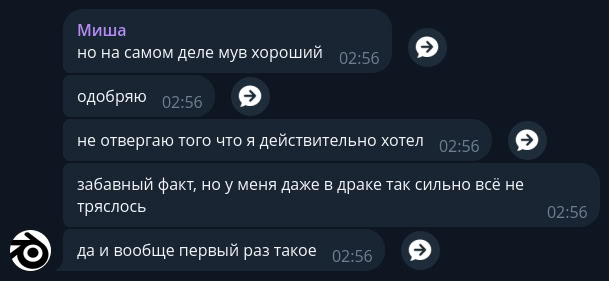 Миша
но на самом деле мув хороший 02:56
одобряю 02:56
не отвергаю того что я действительно хотел 02:56
забавный факт, но у меня даже в драке так сильно всё не
тряслось 02:56
да и вообще первый раз такое 02:56